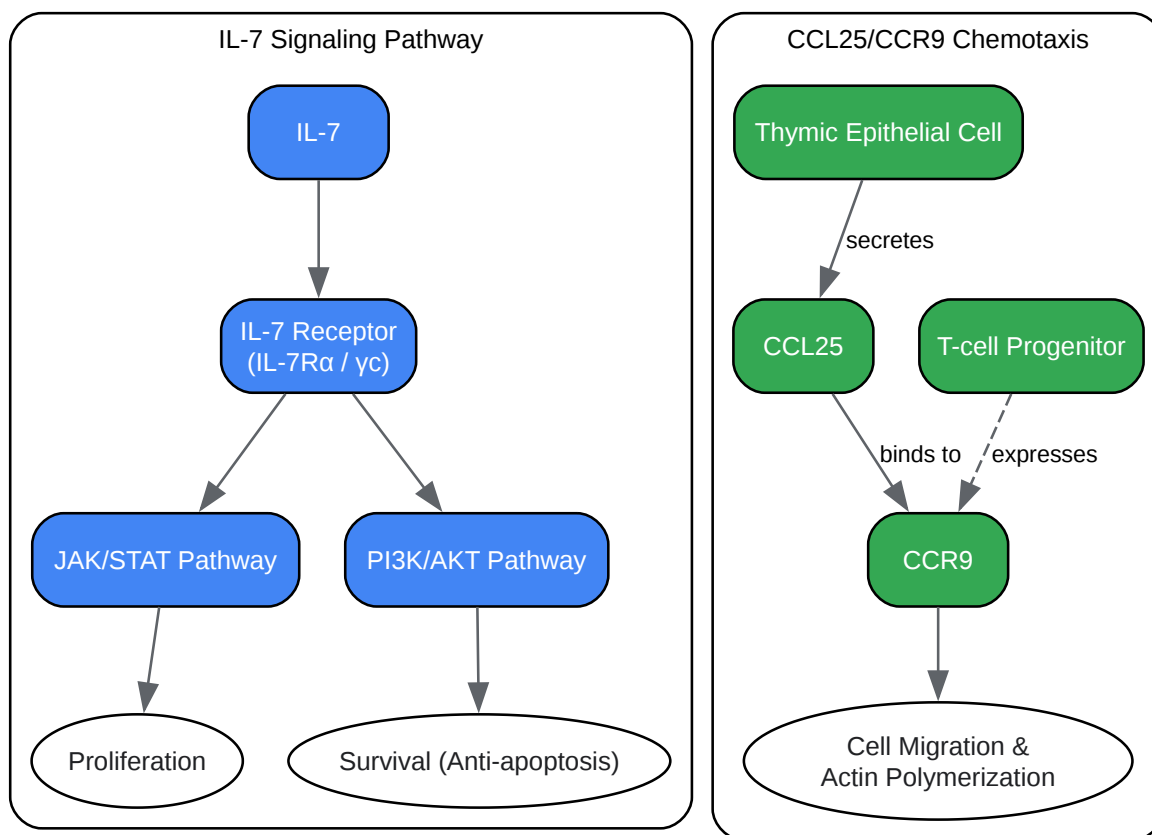 IL-7 Signaling Pathway
IL-7
IL-7 Receptor
(IL-7Rα / γc)
JAK/STAT Pathway
PI3K/AKT Pathway
Proliferation
Survival (Anti-apoptosis)
CCL25/CCR9 Chemotaxis
Thymic Epithelial Cell
secretes
CCL25
T-cell Progenitor
binds to
expresses
CCR9
Cell Migration &
Actin Polymerization